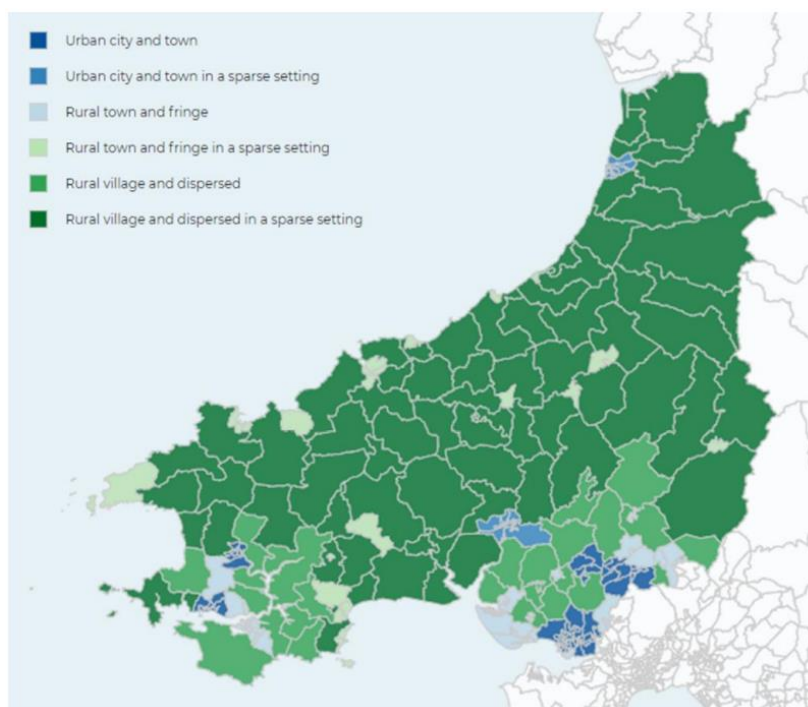 Urban city and town
Urban city and town in a sparse setting
Rural town and fringe
Rural town and fringe in a sparse setting
Rural village and dispersed
Rural village and dispersed in a sparse setting